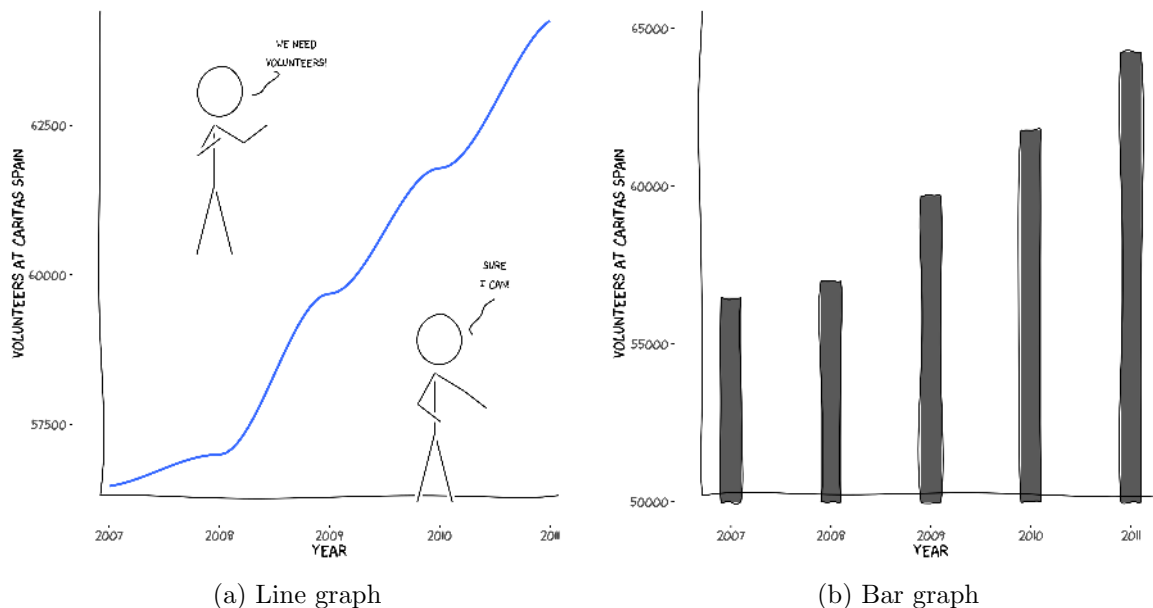 WE NEED
VOLUNTEERS!
SURE
I CAN!
VOLUNTEERS AT CARITAS SPAIN
62500
60000
57500
2007 2008 2009 2010 2011
YEAR
(a) Line graph
VOLUNTEERS AT CARITAS SPAIN
65000
60000
55000
50000
2007 2008 2009 2010 2011
YEAR
(b) Bar graph